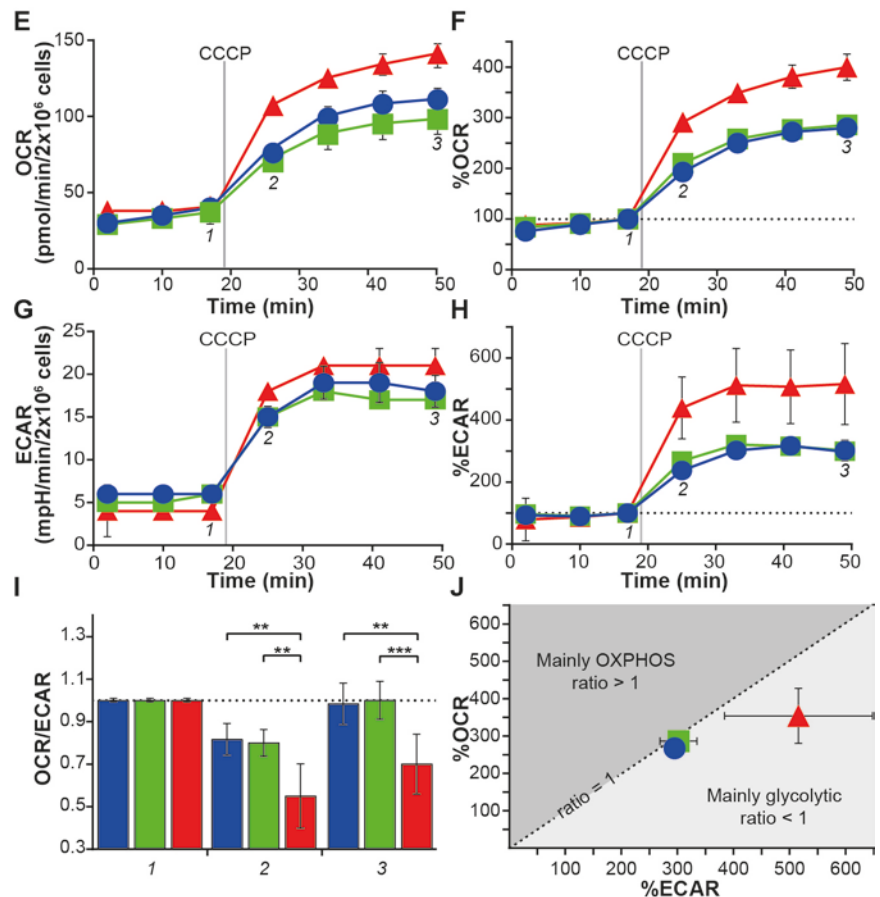 E
CCCP
150
100
50
0
OCR
(pmol/min/2x10⁶ cells)
1
2
3
0 10 20 30 40 50
Time (min)
F
CCCP
400
300
200
100
0
%OCR
1
2
3
0 10 20 30 40 50
Time (min)
G
CCCP
25
20
15
10
5
0
ECAR
(mpH/min/2x10⁶ cells)
1
2
3
0 10 20 30 40 50
Time (min)
H
CCCP
600
400
200
0
%ECAR
1
2
3
0 10 20 30 40 50
Time (min)
I
1.3
1.1
0.9
0.7
0.5
0.3
OCR/ECAR
** **
** ***
1 2 3
J
600
500
400
300
200
100
%OCR
Mainly OXPHOS
ratio > 1
ratio = 1
Mainly glycolytic
ratio < 1
100 200 300 400 500 600
%ECAR